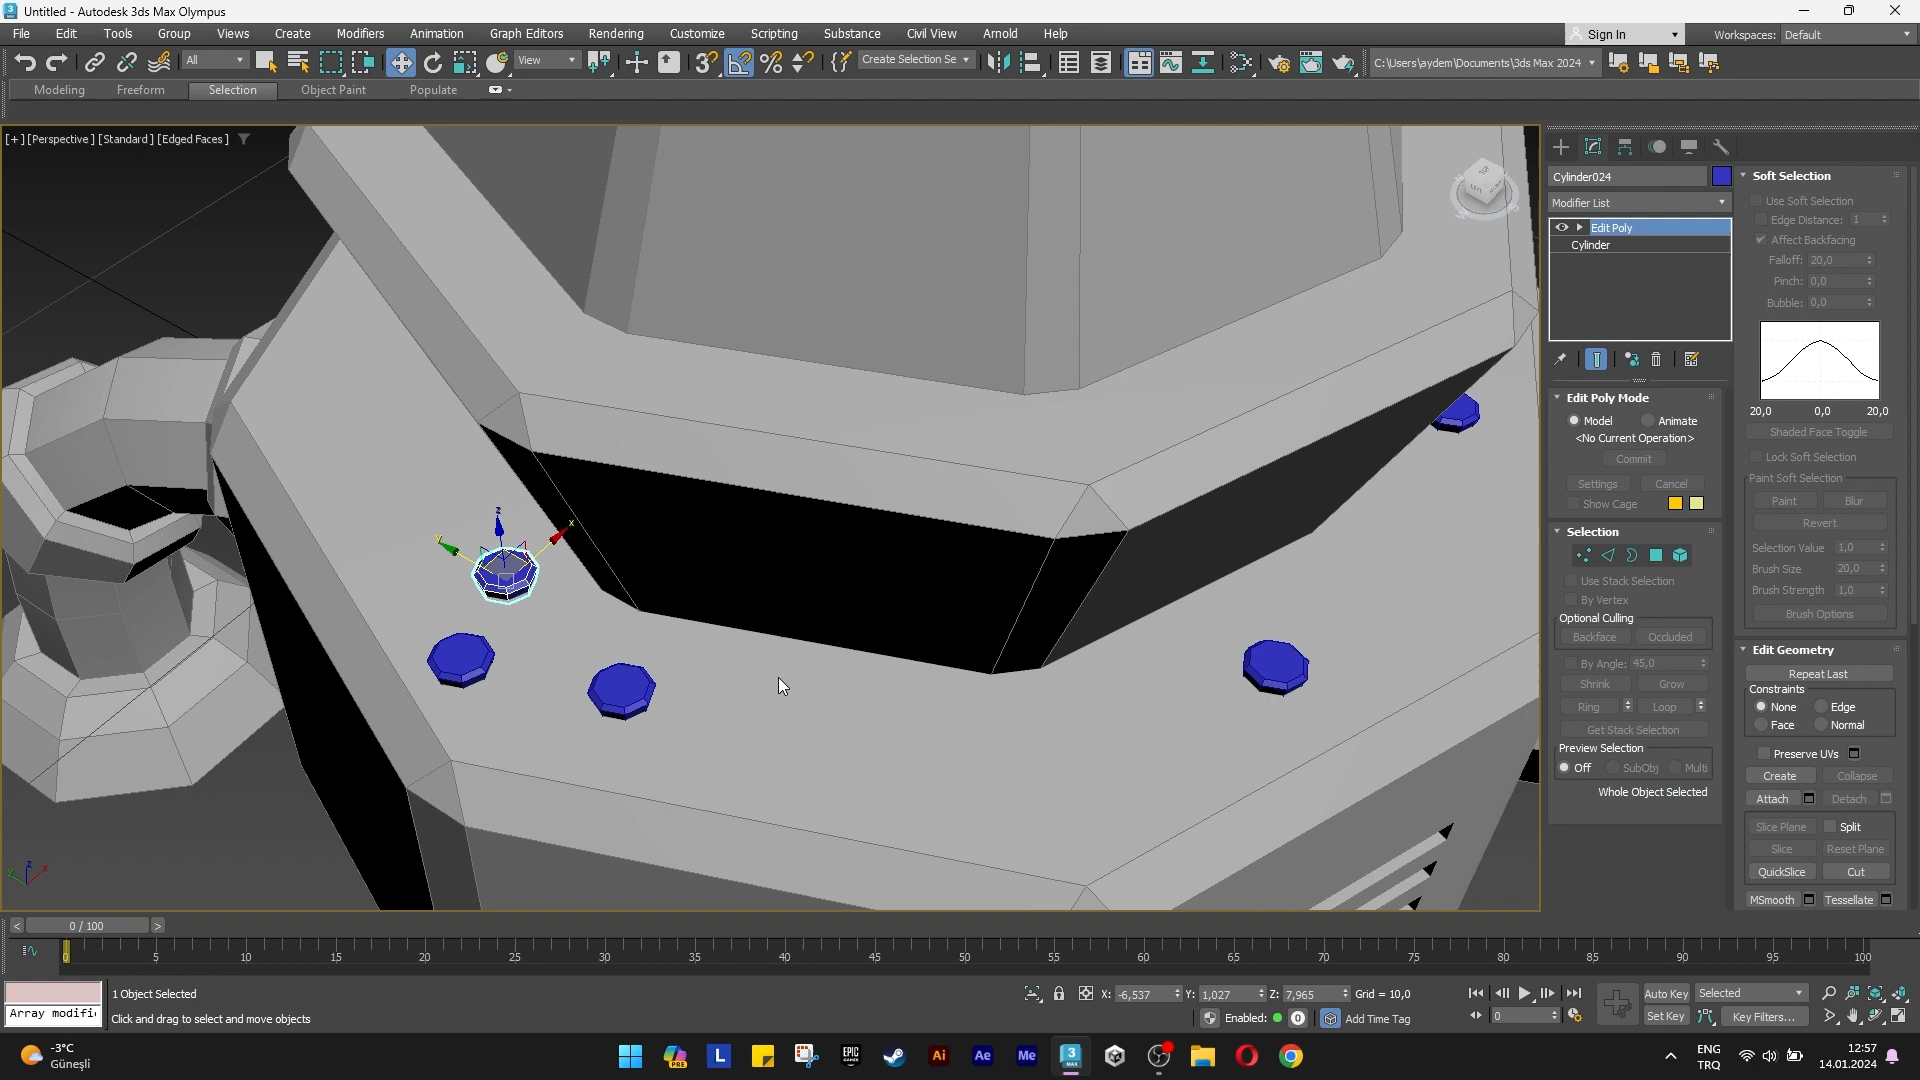 Untitled - Autodesk 3ds Max Olympus
File Edit Tools Group Views Create Modifiers Animation Graph Editors Rendering Customize Scripting Substance Civil View Arnold Help
Sign In Workspaces: Default
All View Create Selection Se C:\Users\aydem\Documents\3ds Max 2024
Modeling Freeform Selection Object Paint Populate
[+] [Perspective] [Standard] [Edged Faces]
Cylinder024
Modifier List
Edit Poly
Cylinder
Edit Poly Mode
Model Animate
<No Current Operation>
Commit
Settings Cancel
Show Cage
Selection
Use Stack Selection
By Vertex
Optional Culling
Backface Occluded
By Angle: 45,0
Shrink Grow
Ring Loop
Get Stack Selection
Preview Selection
Off SubObj Multi
Whole Object Selected
Soft Selection
Use Soft Selection
Edge Distance: 1
Affect Backfacing
Falloff: 20,0
Pinch: 0,0
Bubble: 0,0
20,0 0,0 20,0
Shaded Face Toggle
Lock Soft Selection
Paint Soft Selection
Paint Blur
Revert
Selection Value 1,0
Brush Size 20,0
Brush Strength 1,0
Brush Options
Edit Geometry
Repeat Last
Constraints
None Edge
Face Normal
Preserve UVs
Create Collapse
Attach Detach
Slice Plane Split
Slice Reset Plane
QuickSlice Cut
MSmooth Tessellate
z
y
x
z
y
x
< 0 / 100 >
0 5 10 15 20 25 30 35 40 45 50 55 60 65 70 75 80 85 90 95 100
Array modifi
1 Object Selected
Click and drag to select and move objects
X: -6,537 Y: 1,027 Z: 7,965 Grid = 10,0
Enabled: 0 Add Time Tag
0
Auto Key Selected
Set Key Key Filters...
-3°C
Güneşli
ENG
TRQ
12:57
14.01.2024